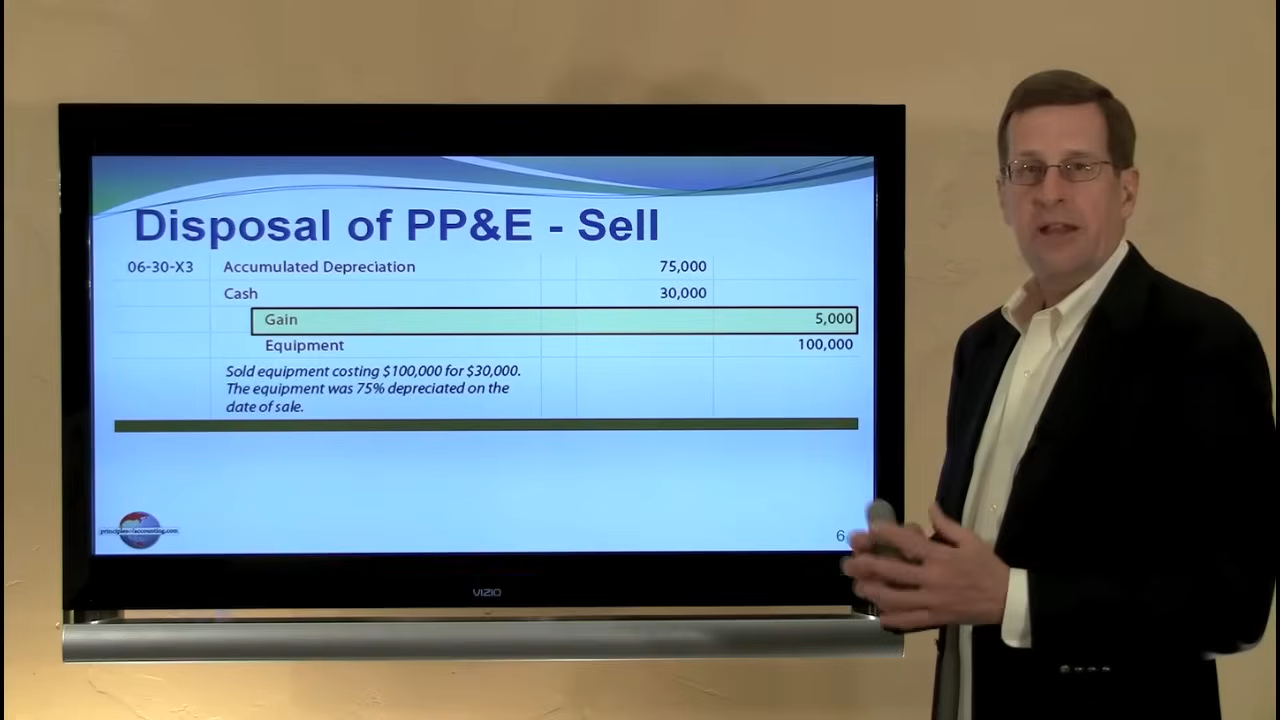 Disposal of PP&E - Sell
06-30-X3 Accumulated Depreciation 75,000
Cash 30,000
Gain 5,000
Equipment 100,000
Sold equipment costing $100,000 for $30,000.
The equipment was 75% depreciated on the
date of sale.
principlesofaccounting.com
6
VIZIO